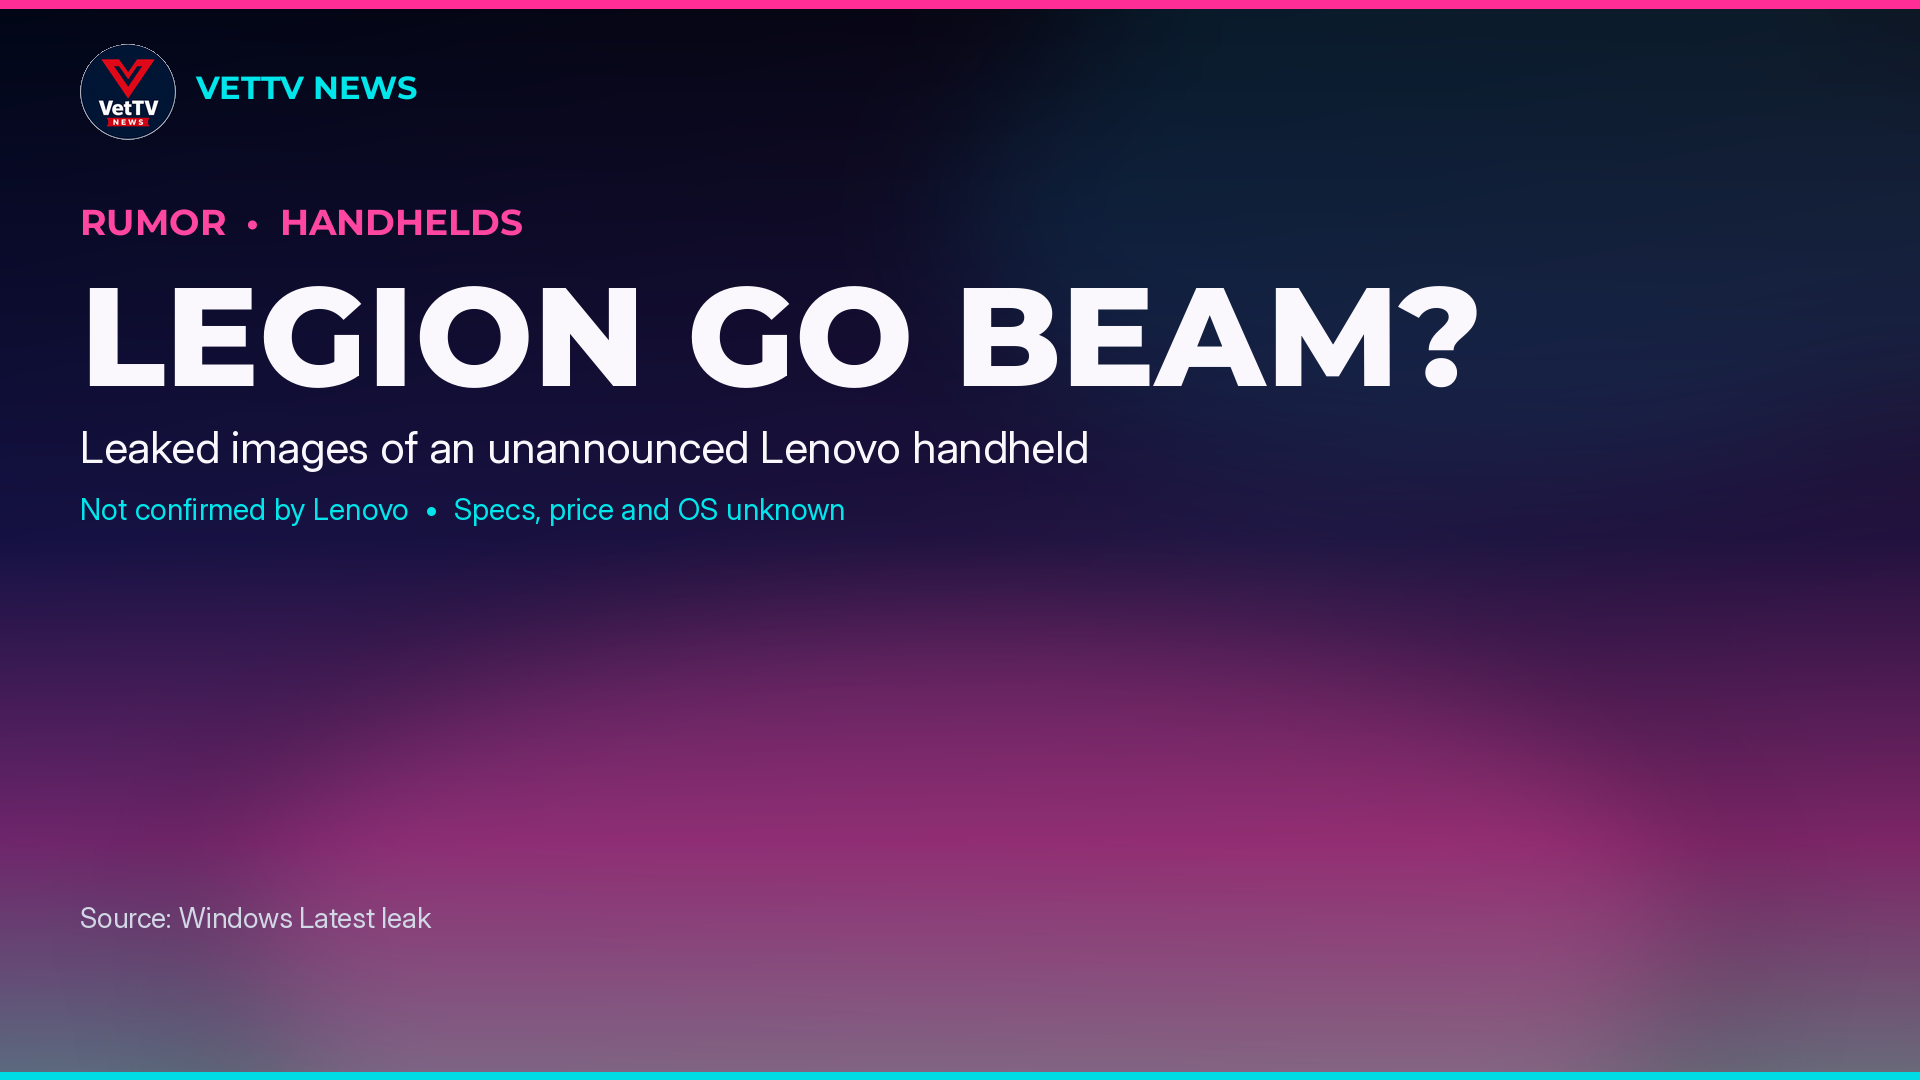 VetTV
NEWS
VETTV NEWS
RUMOR • HANDHELDS
LEGION GO BEAM?
Leaked images of an unannounced Lenovo handheld
Not confirmed by Lenovo • Specs, price and OS unknown
Source: Windows Latest leak